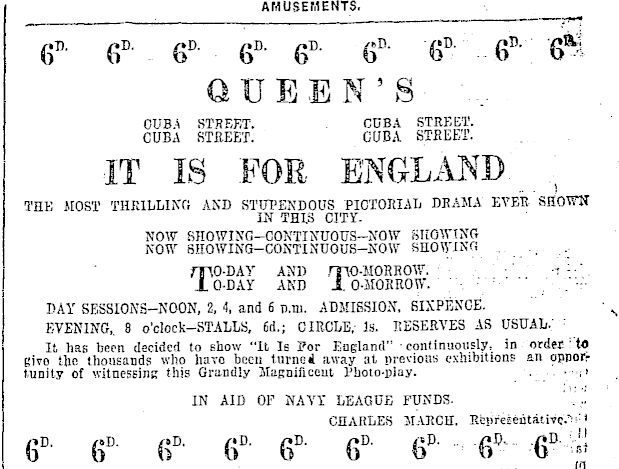 AMUSEMENTS.
6D. 6D. 6D. 6D. 6D. 6D. 6D. 6D. 6D.
QUEEN'S
CUBA STREET. CUBA STREET.
CUBA STREET. CUBA STREET.
IT IS FOR ENGLAND
THE MOST THRILLING AND STUPENDOUS PICTORIAL DRAMA EVER SHOWN
IN THIS CITY.
NOW SHOWING—CONTINUOUS—NOW SHOWING
NOW SHOWING—CONTINUOUS—NOW SHOWING
TO-DAY AND TO-MORROW.
TO-DAY AND TO-MORROW.
DAY SESSIONS—NOON, 2, 4, and 6 p.m. ADMISSION, SIXPENCE.
EVENING, 8 o'clock—STALLS, 6d.; CIRCLE, 1s. RESERVES AS USUAL.
It has been decided to show "It Is For England" continuously, in order to
give the thousands who have been turned away at previous exhibitions an oppor-
tunity of witnessing this Grandly Magnificent Photo-play.
IN AID OF NAVY LEAGUE FUNDS.
CHARLES MARCH, Representative.
6D. 6D. 6D. 6D. 6D. 6D. 6D. 6D. 6D.